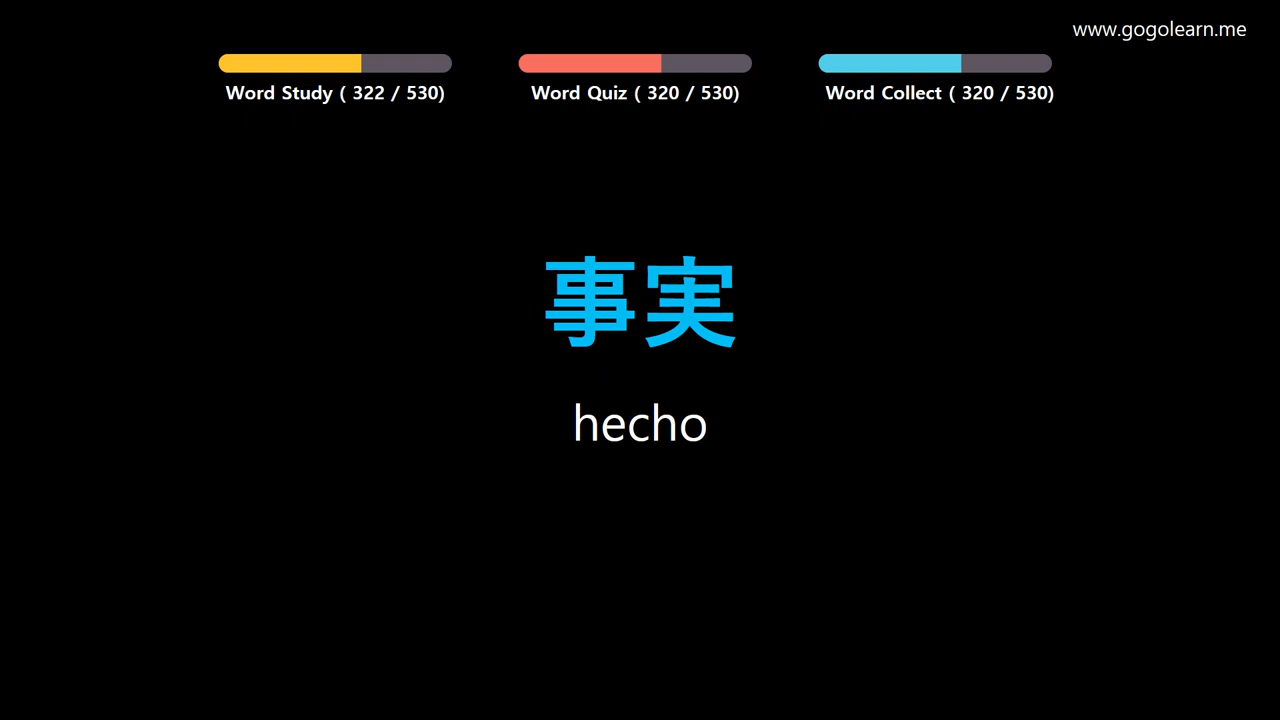 www.gogolearn.me
Word Study ( 322 / 530)
Word Quiz ( 320 / 530)
Word Collect ( 320 / 530)
事実
hecho